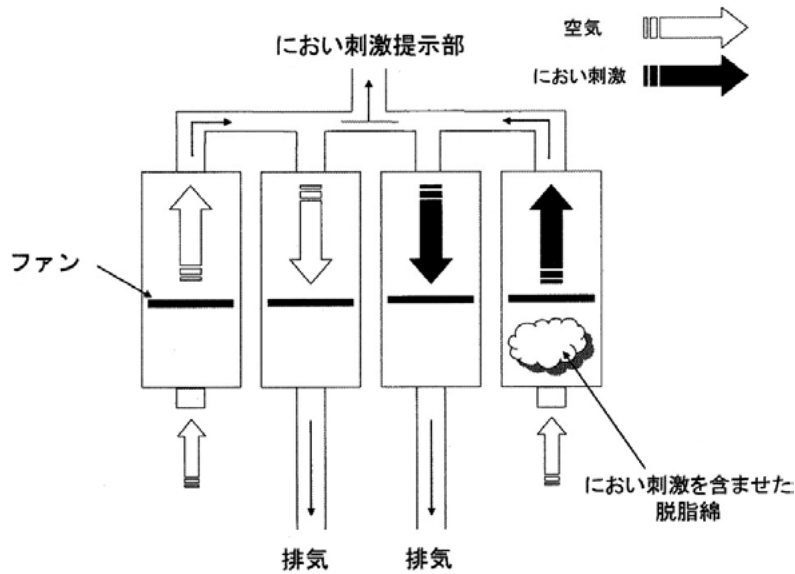 におい刺激提示部
空気
におい刺激
ファン
におい刺激を含ませた
脱脂綿
排気
排気